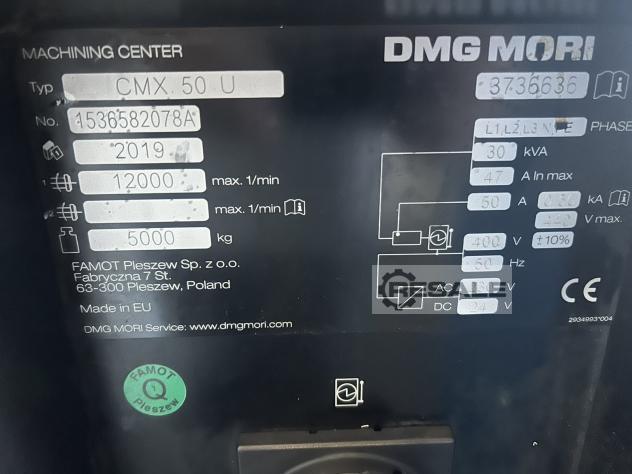 MACHINING CENTER
DMG MORI
Typ CMX 50 U
3736636
No. 1536582078A
L1,L2,L3 N,PE PHASE
2019
30 kVA
12000 max. 1/min
47 A In max
max. 1/min
50 A kA
V max.
5000 kg
400 V ±10%
Hz
FAMOT Pleszew Sp. z o.o.
Fabryczna 7 St.
63-300 Pleszew, Poland
AC V
DC 24 V
RESALE
CE
Made in EU
2934993*004
DMG MORI Service: www.dmgmori.com
FAMOT
Q
Pleszew